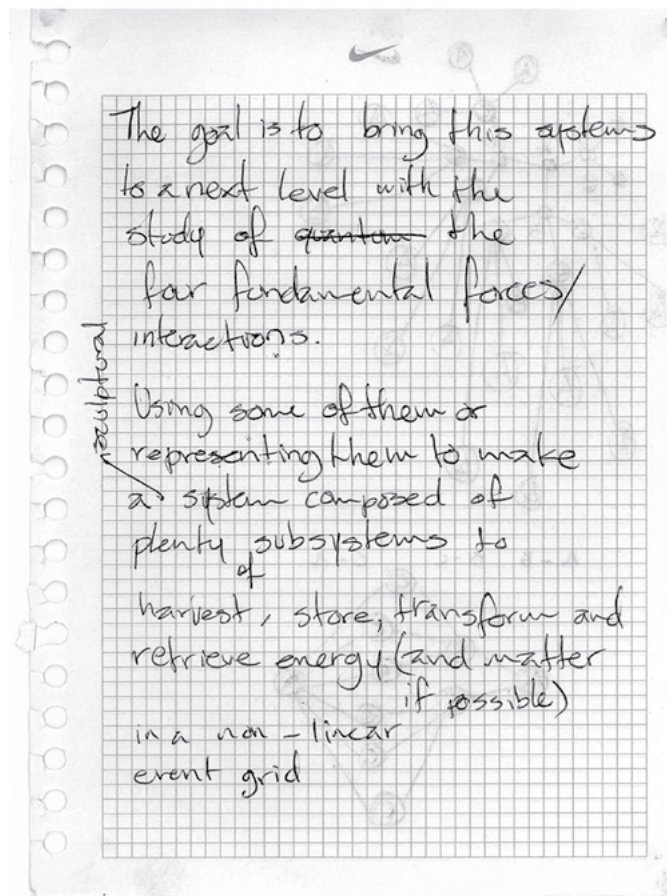 The goal is to bring this systems
to a next level with the
study of quantum the
four fundamental forces/
interactions.
sculptural
Using some of them or
representing them to make
a system composed of
plenty subsystems to
of
harvest, store, transform and
retrieve energy (and matter
if possible)
in a non-linear
event grid